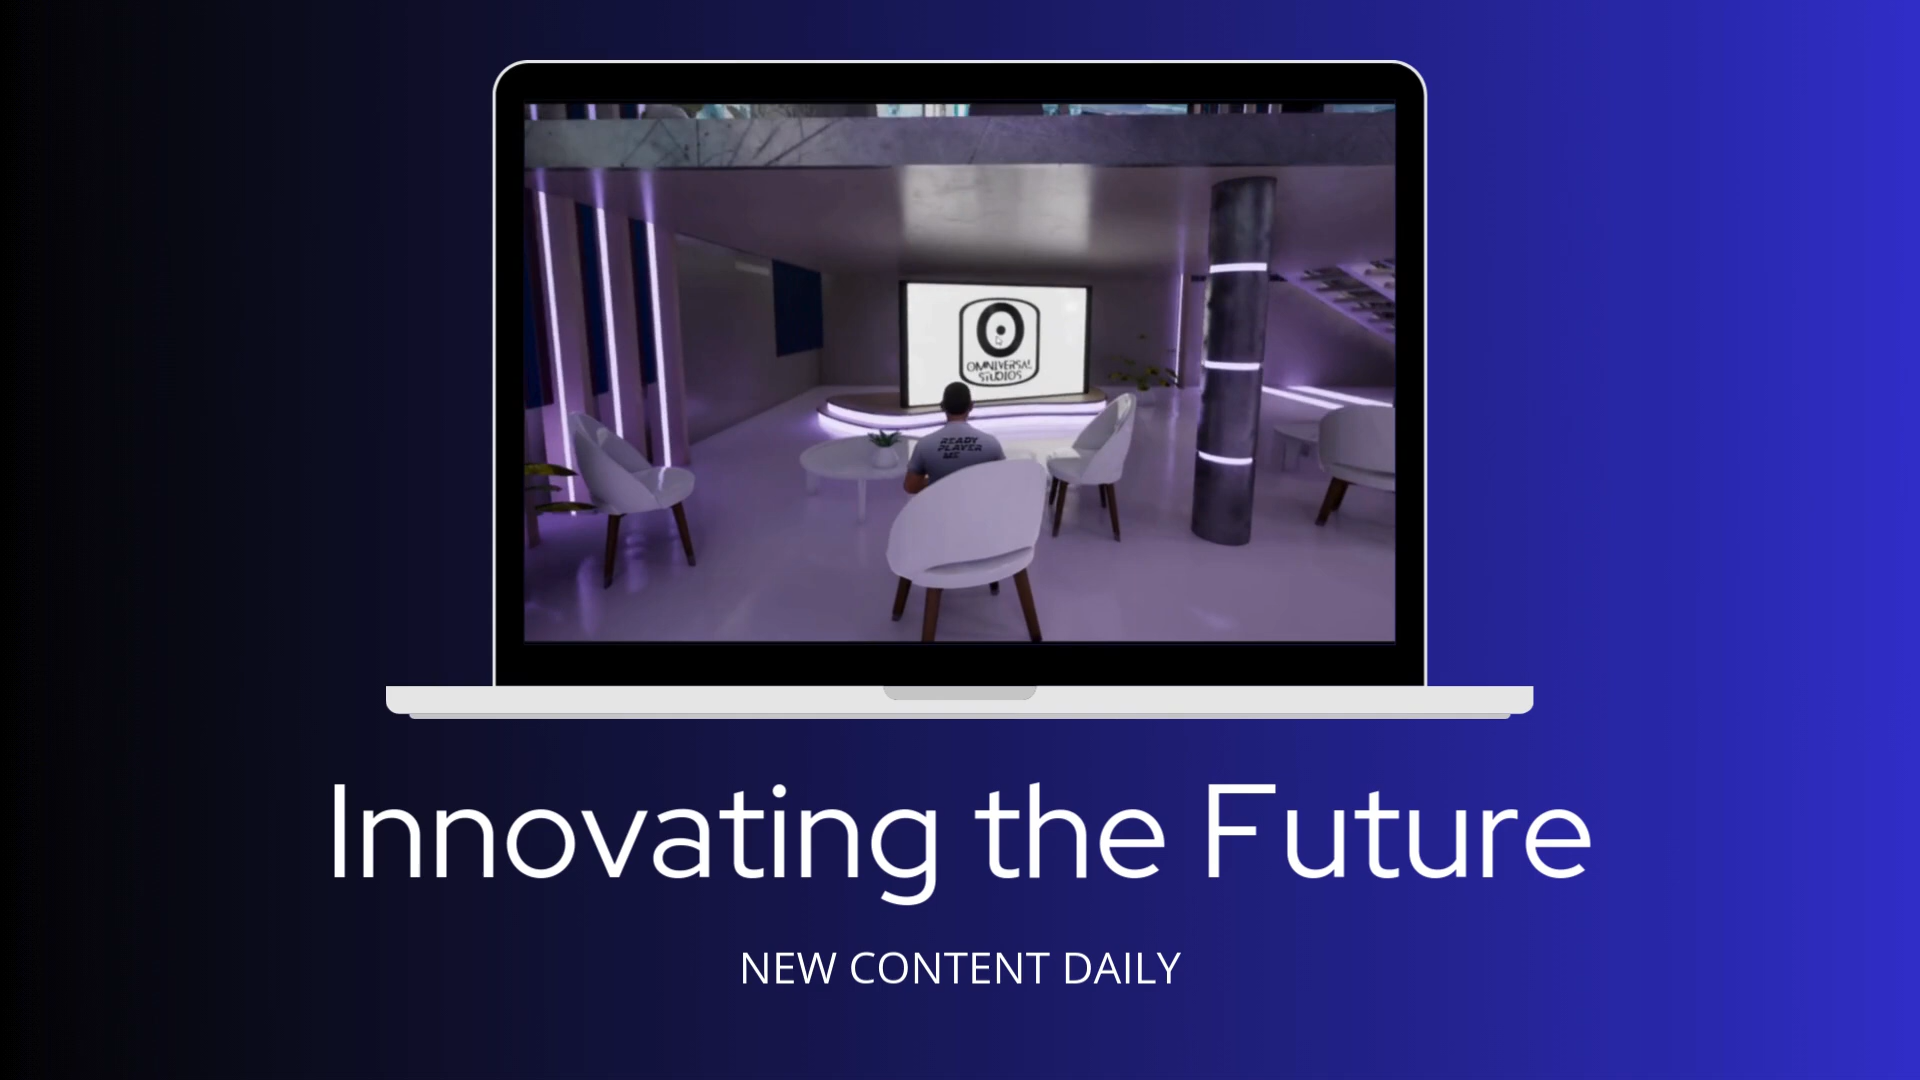 OMNIVERSAL
STUDIOS
READY
PLAYER
ME
Innovating the Future
NEW CONTENT DAILY